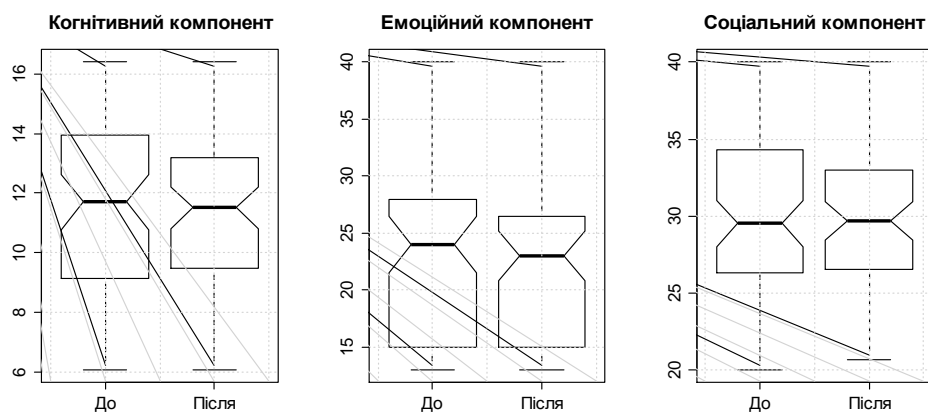 Когнітивний компонент
Емоційний компонент
Соціальний компонент
16
14
12
10
8
6
До
Після
40
35
30
25
20
15
До
Після
40
35
30
25
20
До
Після